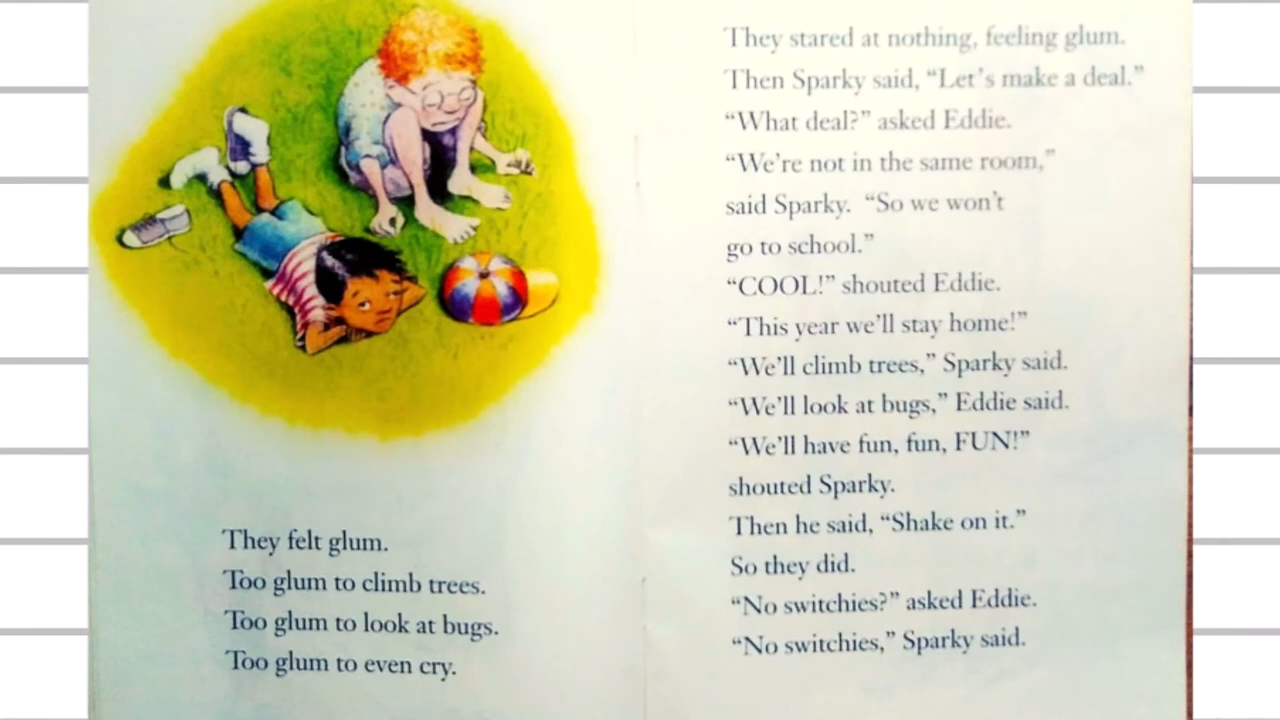 They felt glum.
Too glum to climb trees.
Too glum to look at bugs.
Too glum to even cry.
They stared at nothing, feeling glum.
Then Sparky said, “Let’s make a deal.”
“What deal?” asked Eddie.
“We’re not in the same room,”
said Sparky. “So we won’t
go to school.”
“COOL!” shouted Eddie.
“This year we’ll stay home!”
“We’ll climb trees,” Sparky said.
“We’ll look at bugs,” Eddie said.
“We’ll have fun, fun, FUN!”
shouted Sparky.
Then he said, “Shake on it.”
So they did.
“No switchies?” asked Eddie.
“No switchies,” Sparky said.